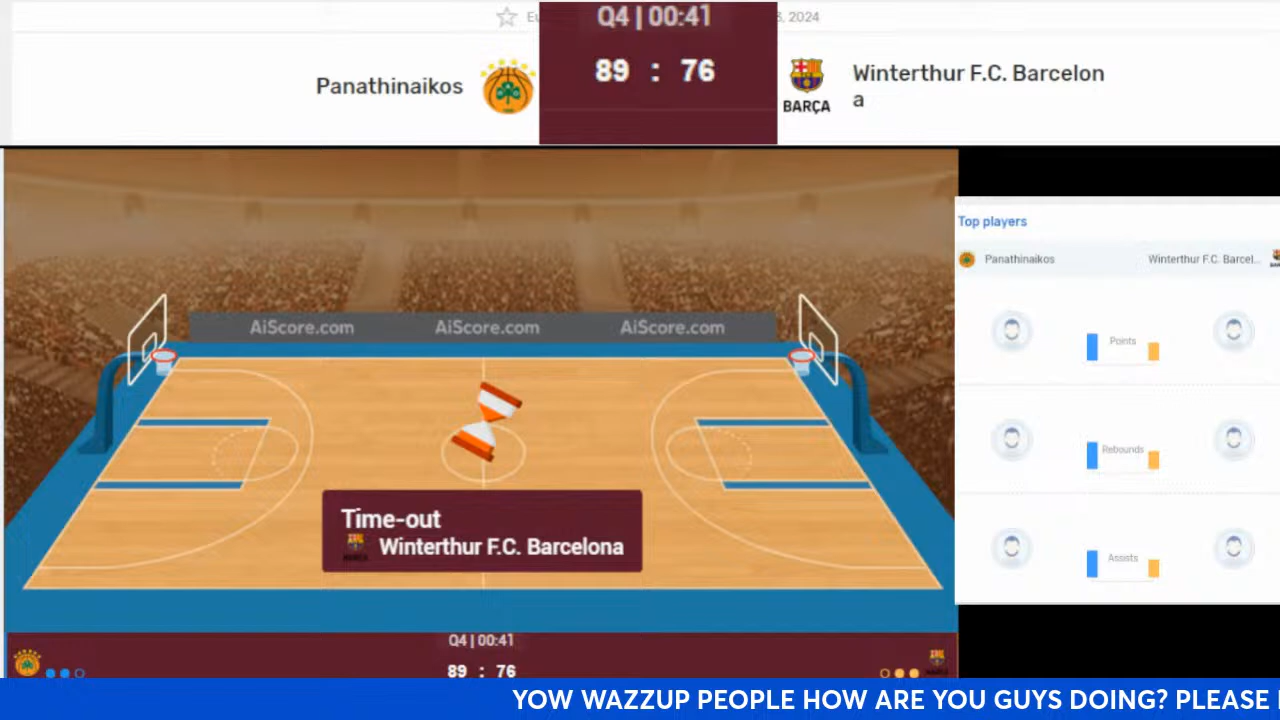 Q4 | 00:41
, 2024
89 : 76
Panathinaikos
BARÇA
Winterthur F.C. Barcelon
a
Top players
Panathinaikos
Winterthur F.C. Barcel...
AiScore.com
AiScore.com
AiScore.com
Points
Rebounds
Assists
Time-out
Winterthur F.C. Barcelona
Q4 | 00:41
89 : 76
YOW WAZZUP PEOPLE HOW ARE YOU GUYS DOING? PLEASE